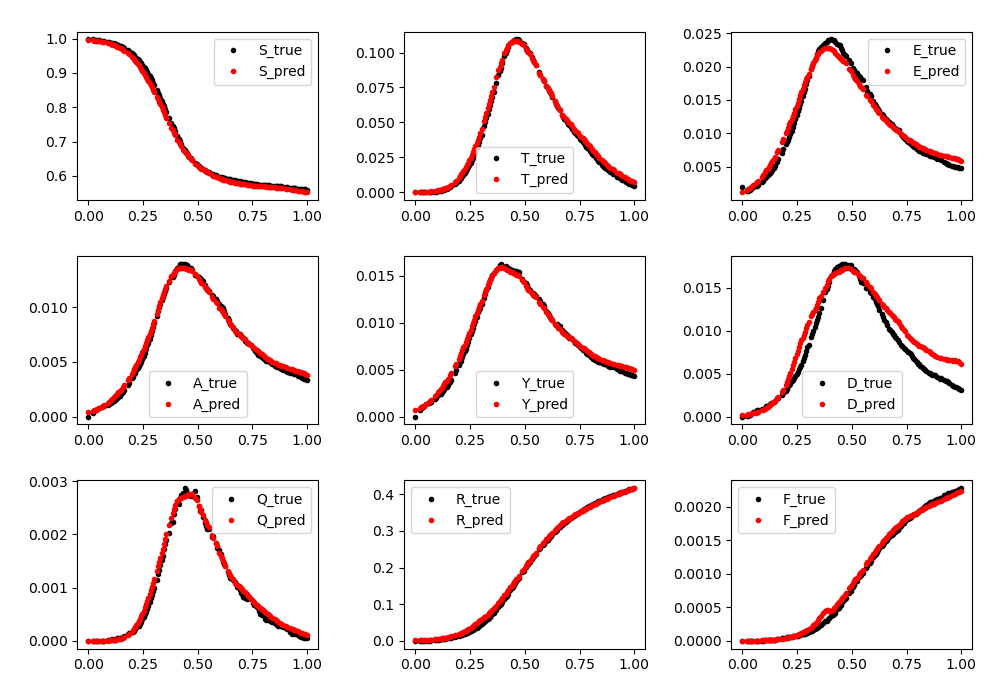 1.0
0.9
0.8
0.7
0.6
0.00 0.25 0.50 0.75 1.00
S_true
S_pred
0.100
0.075
0.050
0.025
0.000
0.00 0.25 0.50 0.75 1.00
T_true
T_pred
0.025
0.020
0.015
0.010
0.005
0.00 0.25 0.50 0.75 1.00
E_true
E_pred
0.010
0.005
0.000
0.00 0.25 0.50 0.75 1.00
A_true
A_pred
0.015
0.010
0.005
0.000
0.00 0.25 0.50 0.75 1.00
Y_true
Y_pred
0.015
0.010
0.005
0.000
0.00 0.25 0.50 0.75 1.00
D_true
D_pred
0.003
0.002
0.001
0.000
0.00 0.25 0.50 0.75 1.00
Q_true
Q_pred
0.4
0.3
0.2
0.1
0.0
0.00 0.25 0.50 0.75 1.00
R_true
R_pred
0.0020
0.0015
0.0010
0.0005
0.0000
0.00 0.25 0.50 0.75 1.00
F_true
F_pred